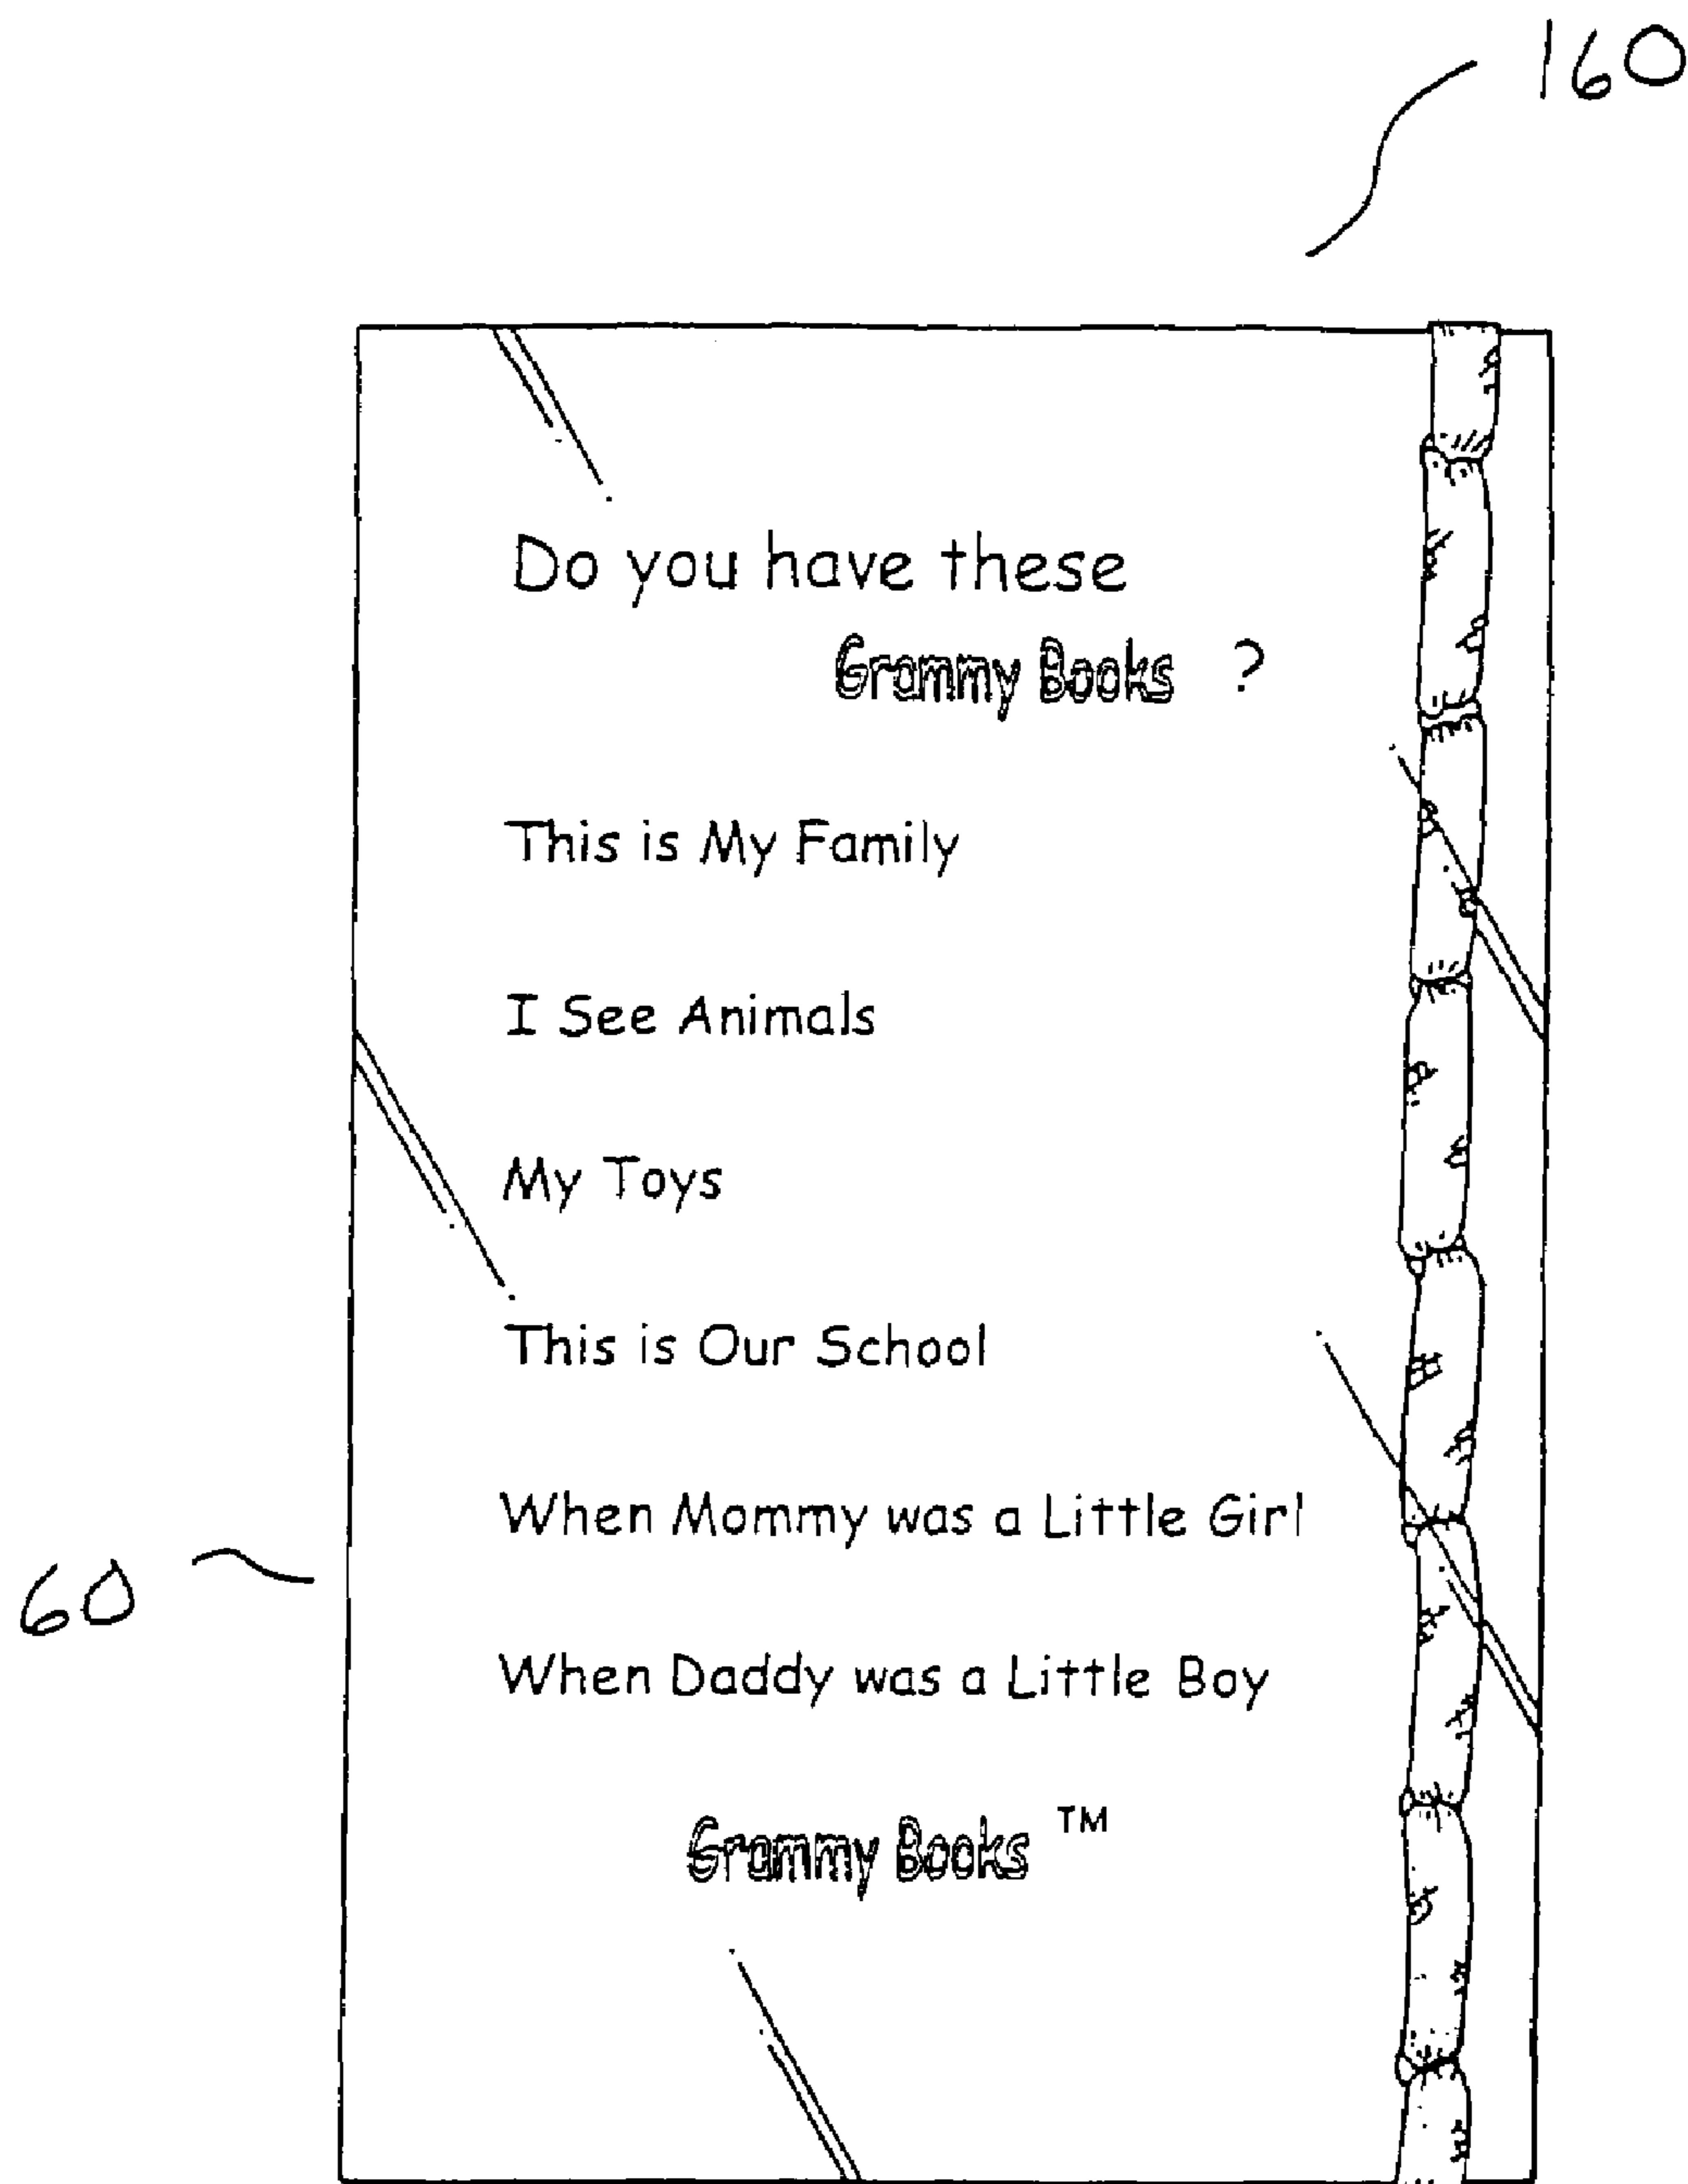 160
Do you have these
Grammy Books ?
This is My Family
I See Animals
My Toys
This is Our School
When Mommy was a Little Girl
60
When Daddy was a Little Boy
Grammy Books ™